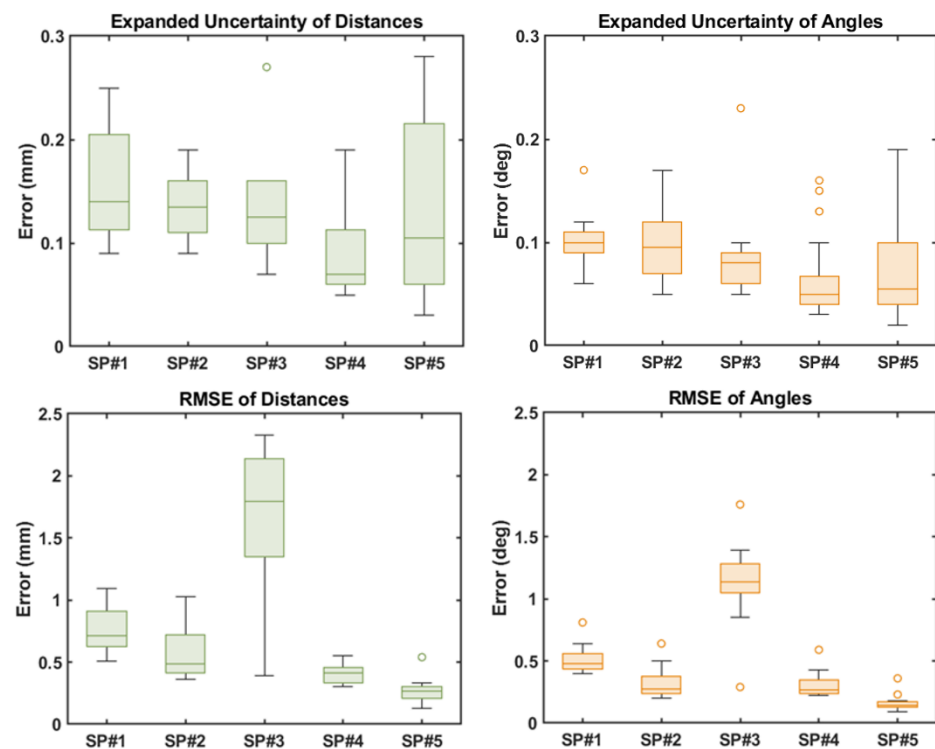 Expanded Uncertainty of Distances
Error (mm)
0.3
0.2
0.1
0
SP#1 SP#2 SP#3 SP#4 SP#5
Expanded Uncertainty of Angles
Error (deg)
0.3
0.2
0.1
0
SP#1 SP#2 SP#3 SP#4 SP#5
RMSE of Distances
Error (mm)
2.5
2
1.5
1
0.5
0
SP#1 SP#2 SP#3 SP#4 SP#5
RMSE of Angles
Error (deg)
2.5
2
1.5
1
0.5
0
SP#1 SP#2 SP#3 SP#4 SP#5